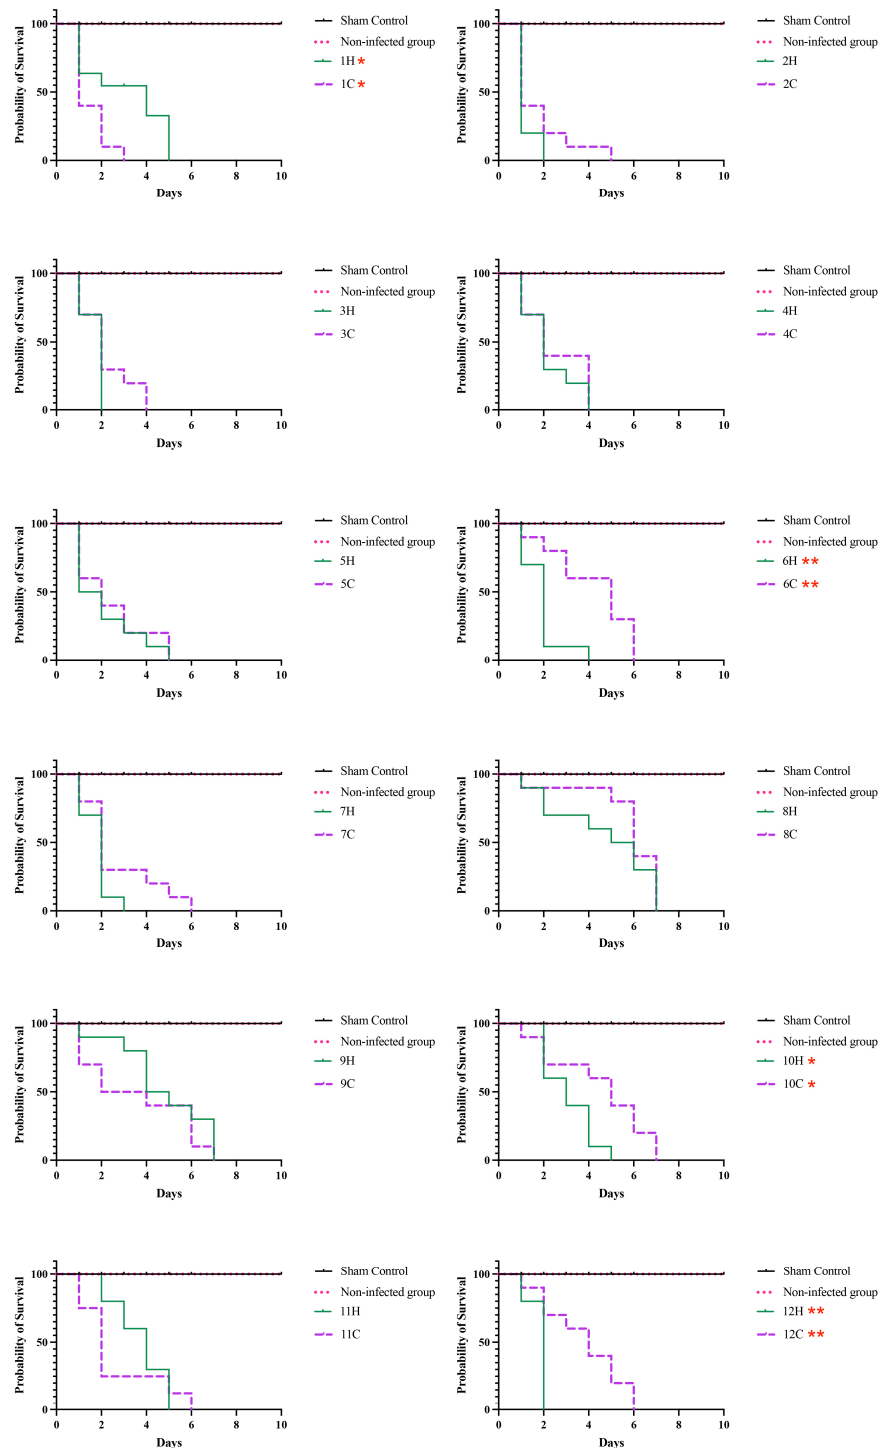 Probability of Survival
100
50
0
0 2 4 6 8 10
Days
Sham Control
Non-infected group
1H *
1C *
Probability of Survival
100
50
0
0 2 4 6 8 10
Days
Sham Control
Non-infected group
2H
2C
Probability of Survival
100
50
0
0 2 4 6 8 10
Days
Sham Control
Non-infected group
3H
3C
Probability of Survival
100
50
0
0 2 4 6 8 10
Days
Sham Control
Non-infected group
4H
4C
Probability of Survival
100
50
0
0 2 4 6 8 10
Days
Sham Control
Non-infected group
5H
5C
Probability of Survival
100
50
0
0 2 4 6 8 10
Days
Sham Control
Non-infected group
6H **
6C **
Probability of Survival
100
50
0
0 2 4 6 8 10
Days
Sham Control
Non-infected group
7H
7C
Probability of Survival
100
50
0
0 2 4 6 8 10
Days
Sham Control
Non-infected group
8H
8C
Probability of Survival
100
50
0
0 2 4 6 8 10
Days
Sham Control
Non-infected group
9H
9C
Probability of Survival
100
50
0
0 2 4 6 8 10
Days
Sham Control
Non-infected group
10H *
10C *
Probability of Survival
100
50
0
0 2 4 6 8 10
Days
Sham Control
Non-infected group
11H
11C
Probability of Survival
100
50
0
0 2 4 6 8 10
Days
Sham Control
Non-infected group
12H **
12C **